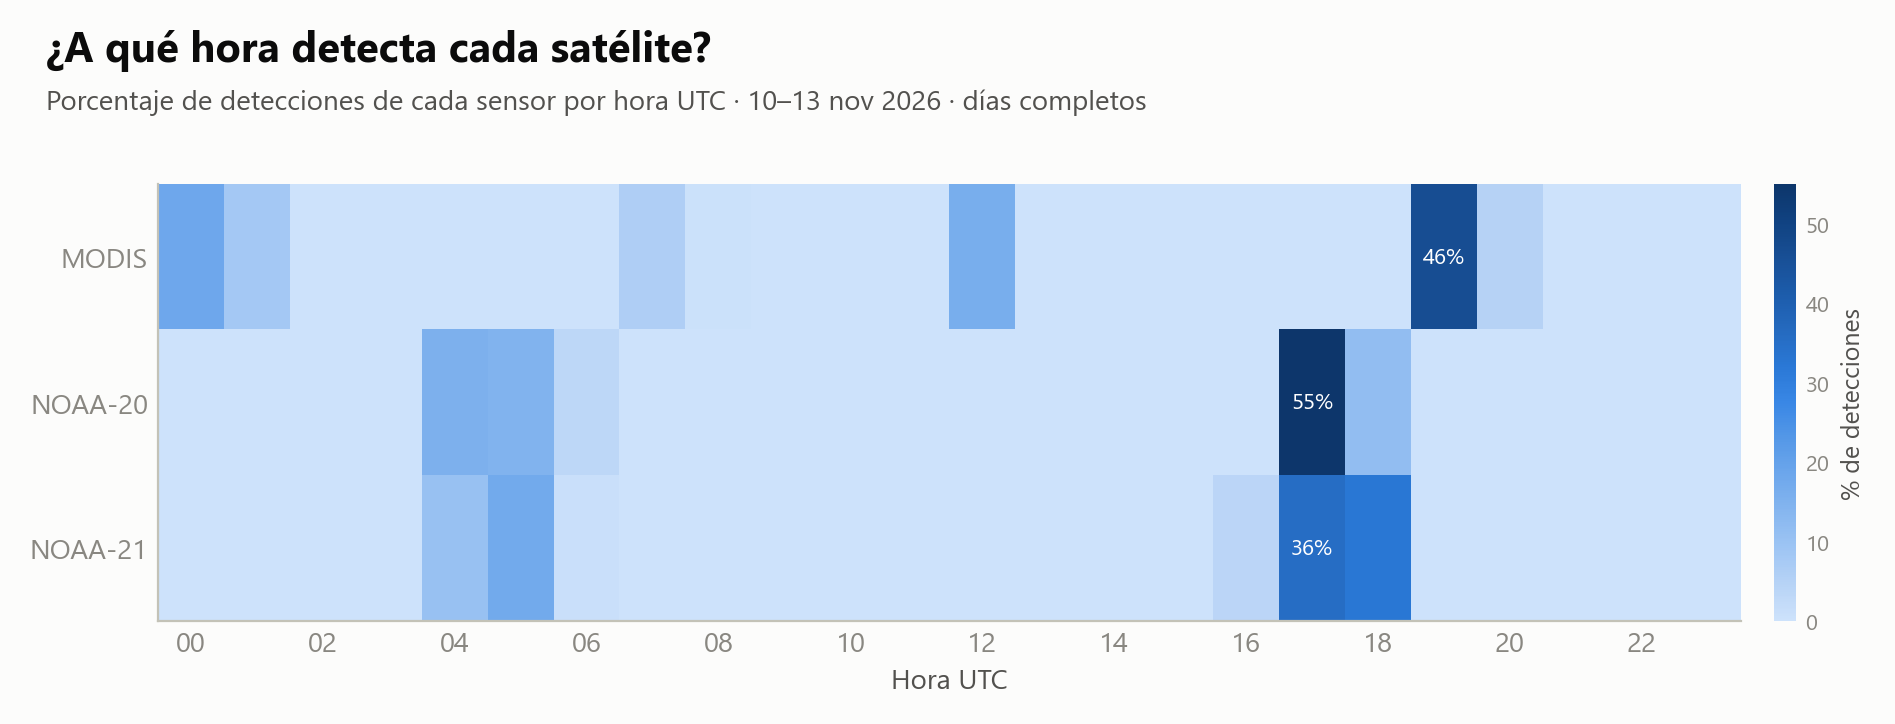 ¿A qué hora detecta cada satélite?
Porcentaje de detecciones de cada sensor por hora UTC · 10–13 nov 2026 · días completos
MODIS
NOAA-20
NOAA-21
46%
55%
36%
00 02 04 06 08 10 12 14 16 18 20 22
Hora UTC
50
40
30
20
10
0
% de detecciones